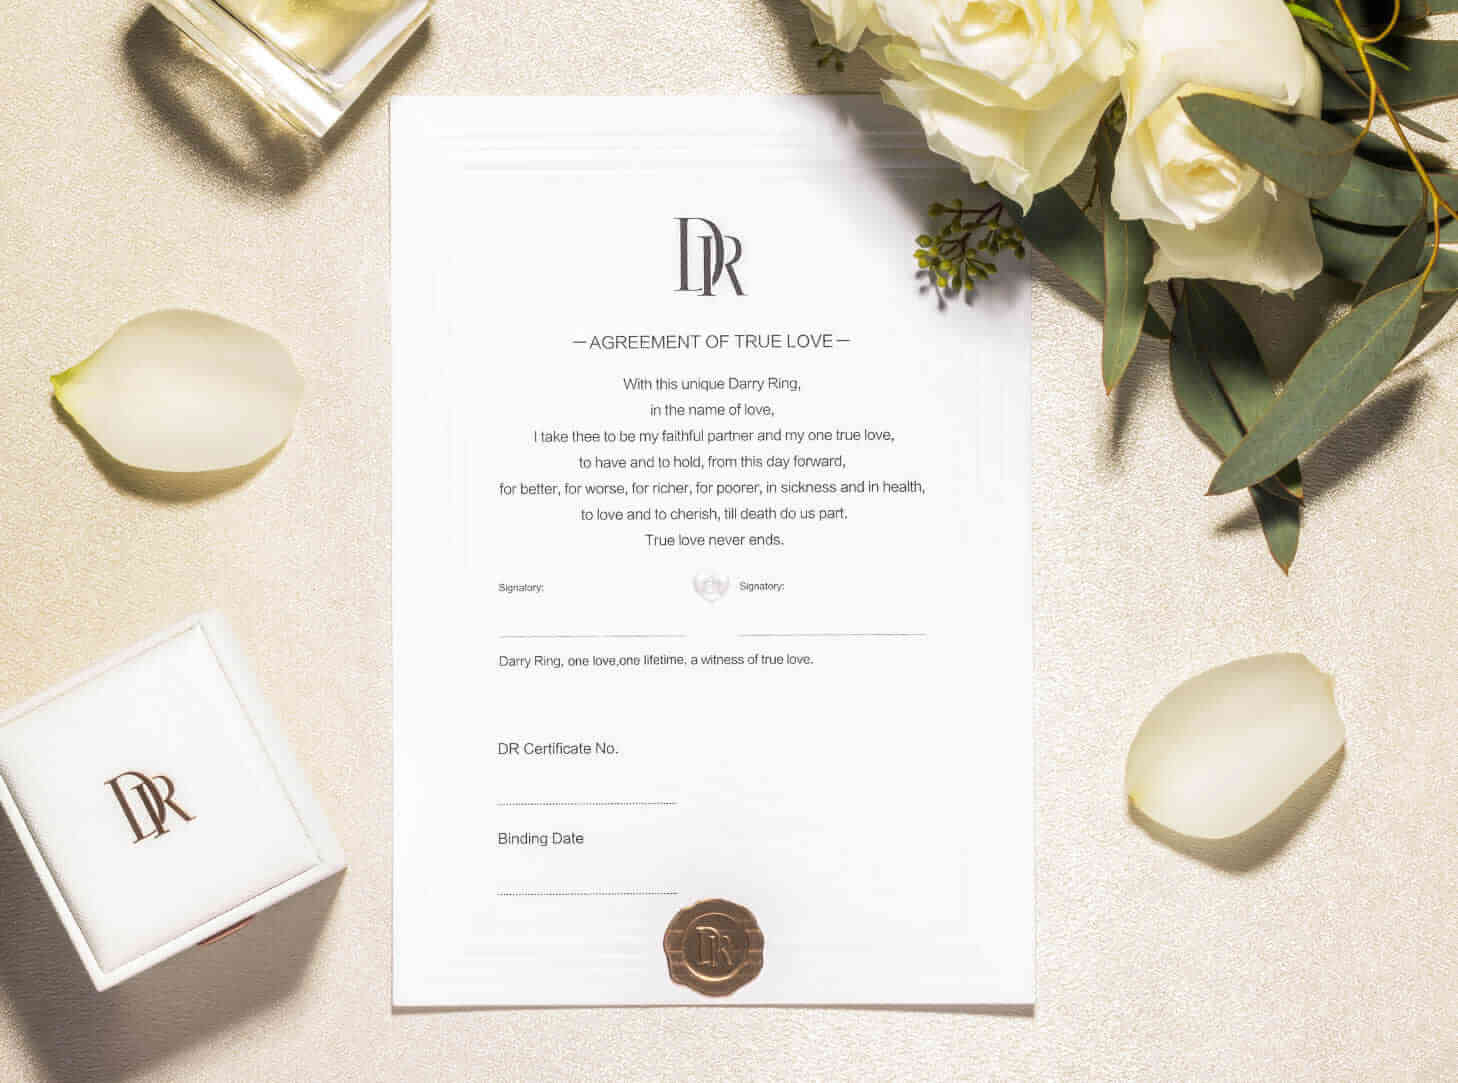 DR
—AGREEMENT OF TRUE LOVE—
With this unique Darry Ring,
in the name of love,
I take thee to be my faithful partner and my one true love,
to have and to hold, from this day forward,
for better, for worse, for richer, for poorer, in sickness and in health,
to love and to cherish, till death do us part.
True love never ends.
Signatory: Signatory:
Darry Ring, one love,one lifetime, a witness of true love.
DR Certificate No.
Binding Date
DR
DR